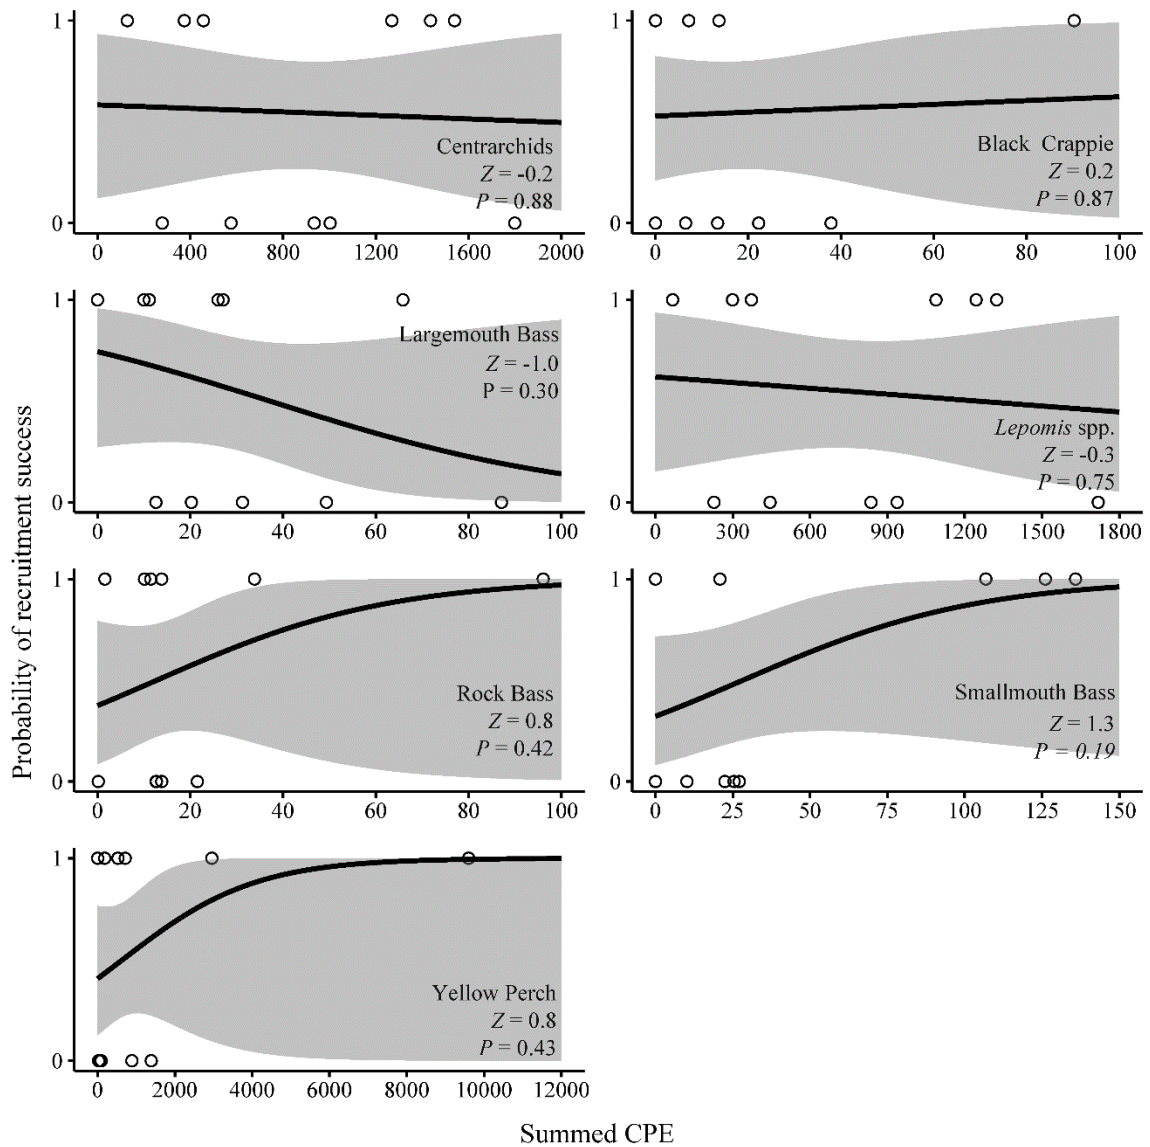 Probability of recruitment success
1
0
Centrarchids
Z = -0.2
P = 0.88
0 400 800 1200 1600 2000
1
0
Black Crappie
Z = 0.2
P = 0.87
0 20 40 60 80 100
1
0
Largemouth Bass
Z = -1.0
P = 0.30
0 20 40 60 80 100
1
0
Lepomis spp.
Z = -0.3
P = 0.75
0 300 600 900 1200 1500 1800
1
0
Rock Bass
Z = 0.8
P = 0.42
0 20 40 60 80 100
1
0
Smallmouth Bass
Z = 1.3
P = 0.19
0 25 50 75 100 125 150
1
0
Yellow Perch
Z = 0.8
P = 0.43
0 2000 4000 6000 8000 10000 12000
Summed CPE